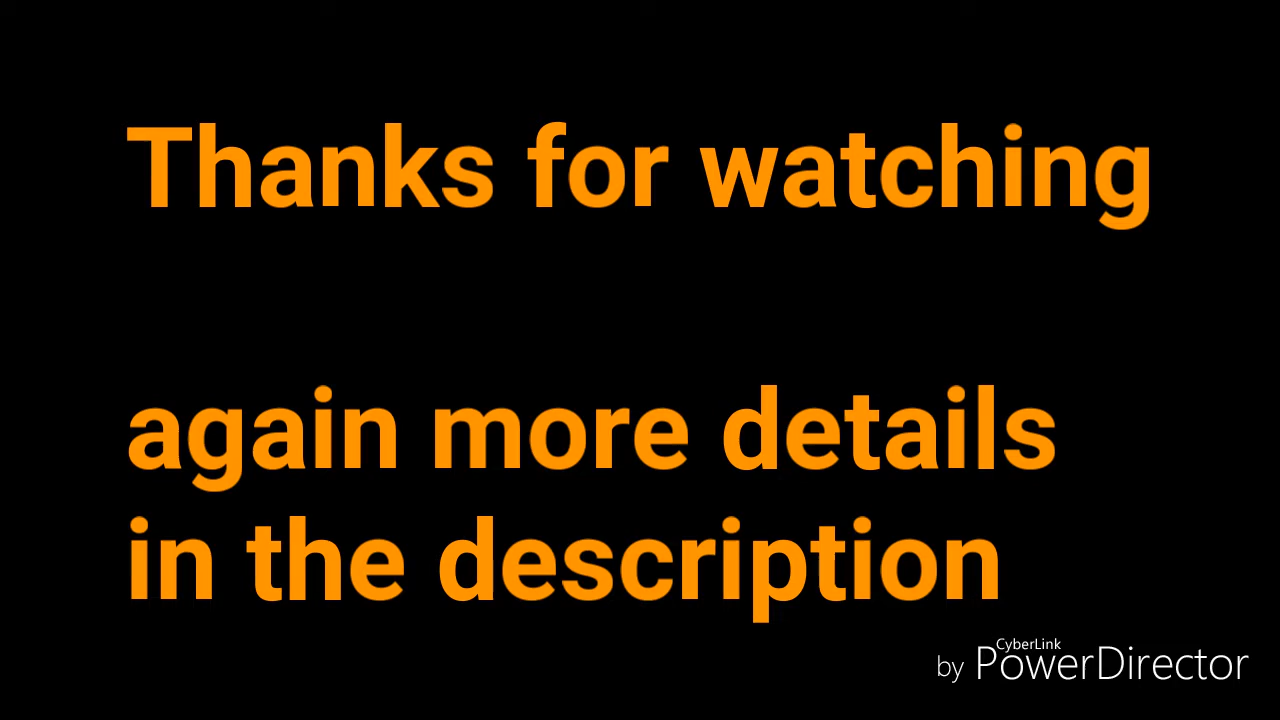 Thanks for watching
again more details
in the description
CyberLink
by PowerDirector